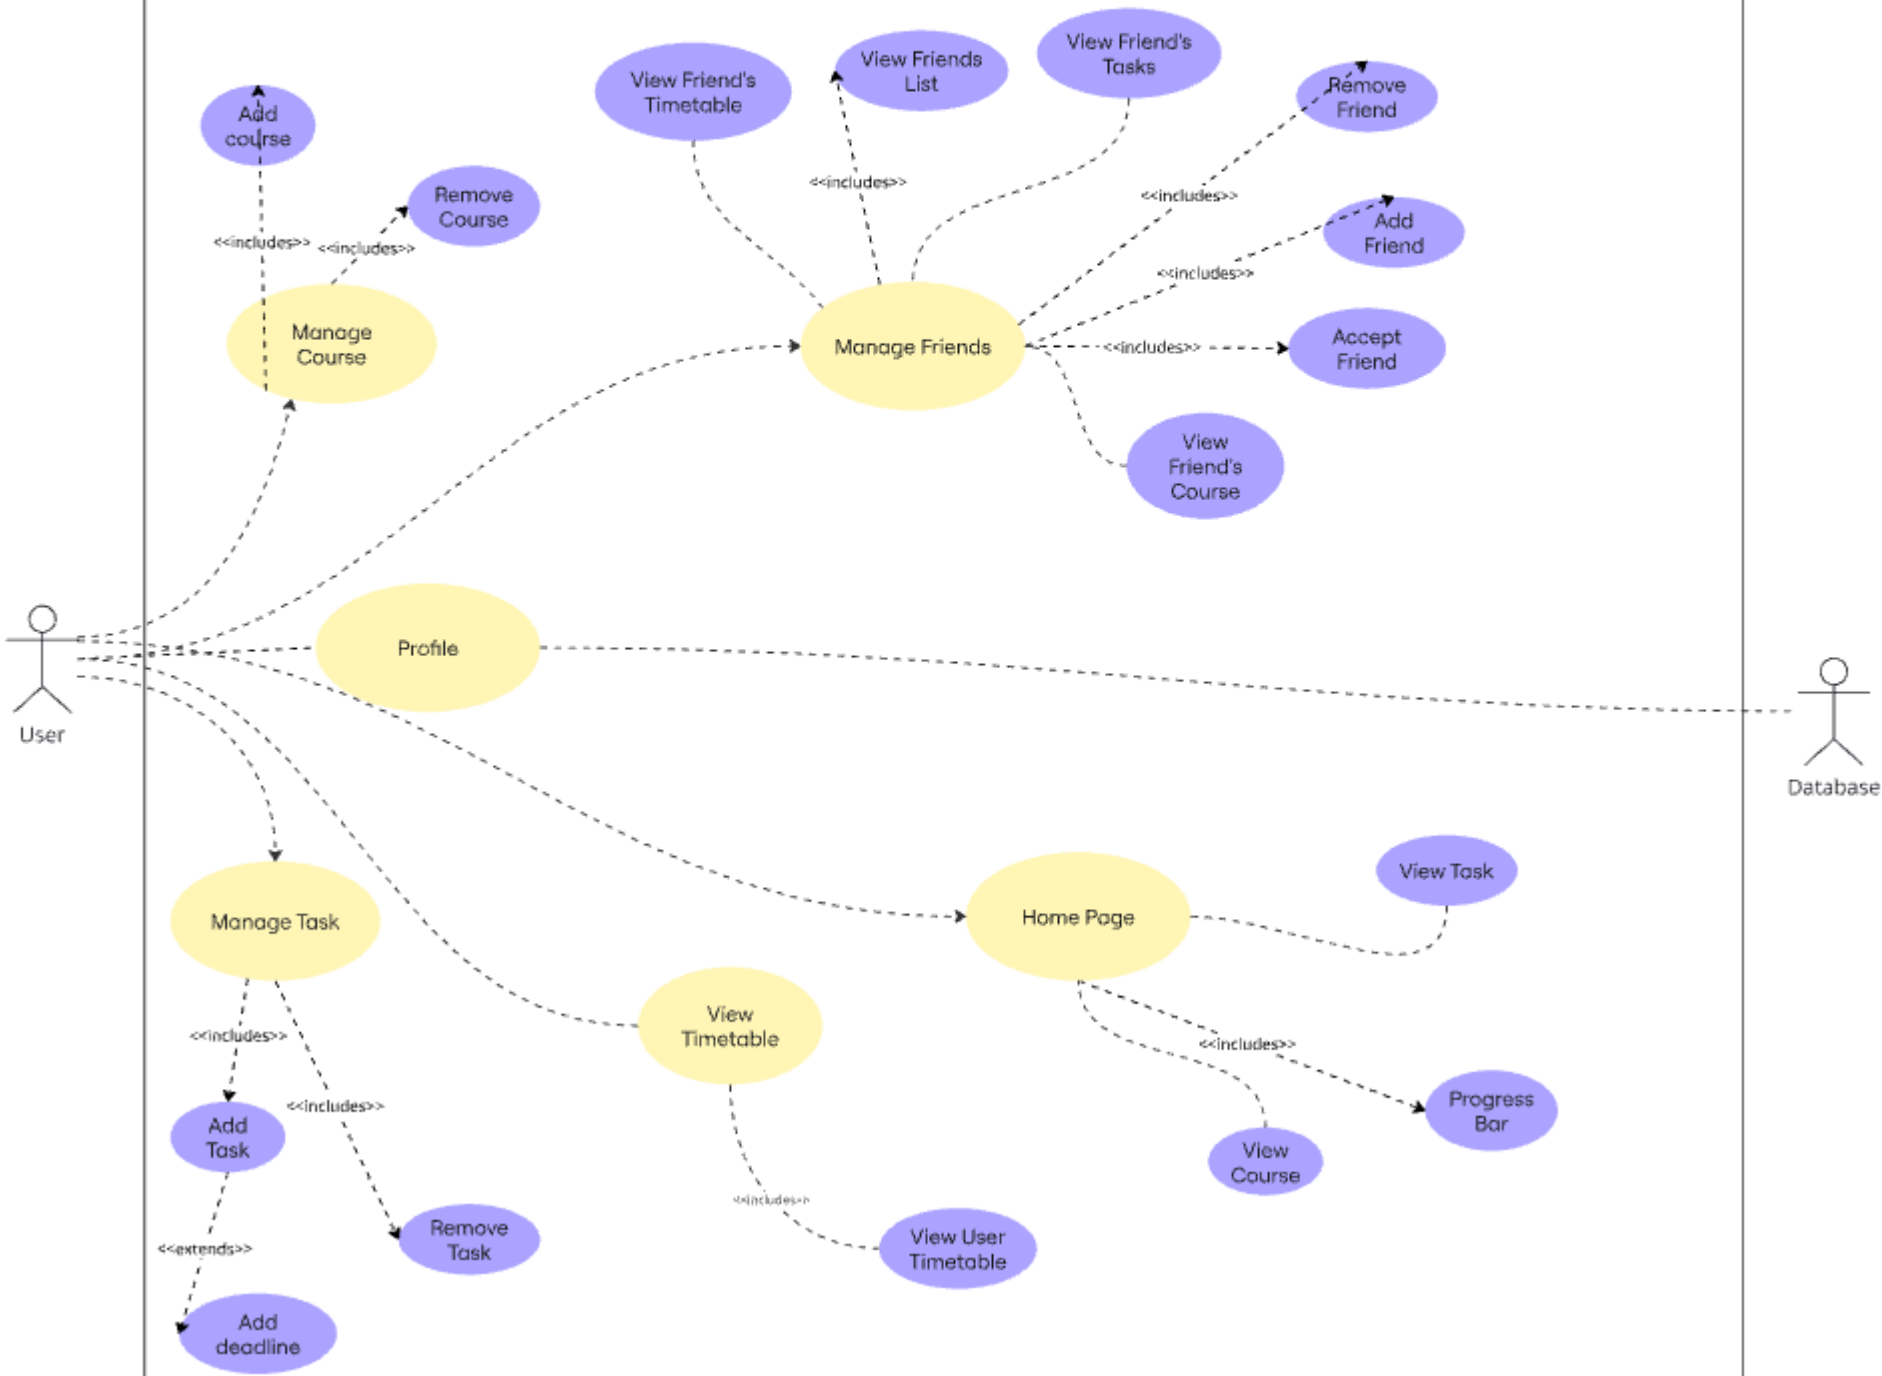 View Friend's
Timetable
View Friends
List
View Friend's
Tasks
Remove
Friend
Add
course
Remove
Course
<<includes>>
<<includes>>
<<includes>>
<<includes>>
Add
Friend
<<includes>>
Manage
Course
Manage Friends
<<includes>>
Accept
Friend
View
Friend's
Course
Profile
User
Database
Manage Task
Home Page
View Task
View
Timetable
<<includes>>
<<includes>>
<<includes>>
Progress
Bar
Add
Task
View
Course
<<includes>>
Remove
Task
<<extends>>
View User
Timetable
Add
deadline